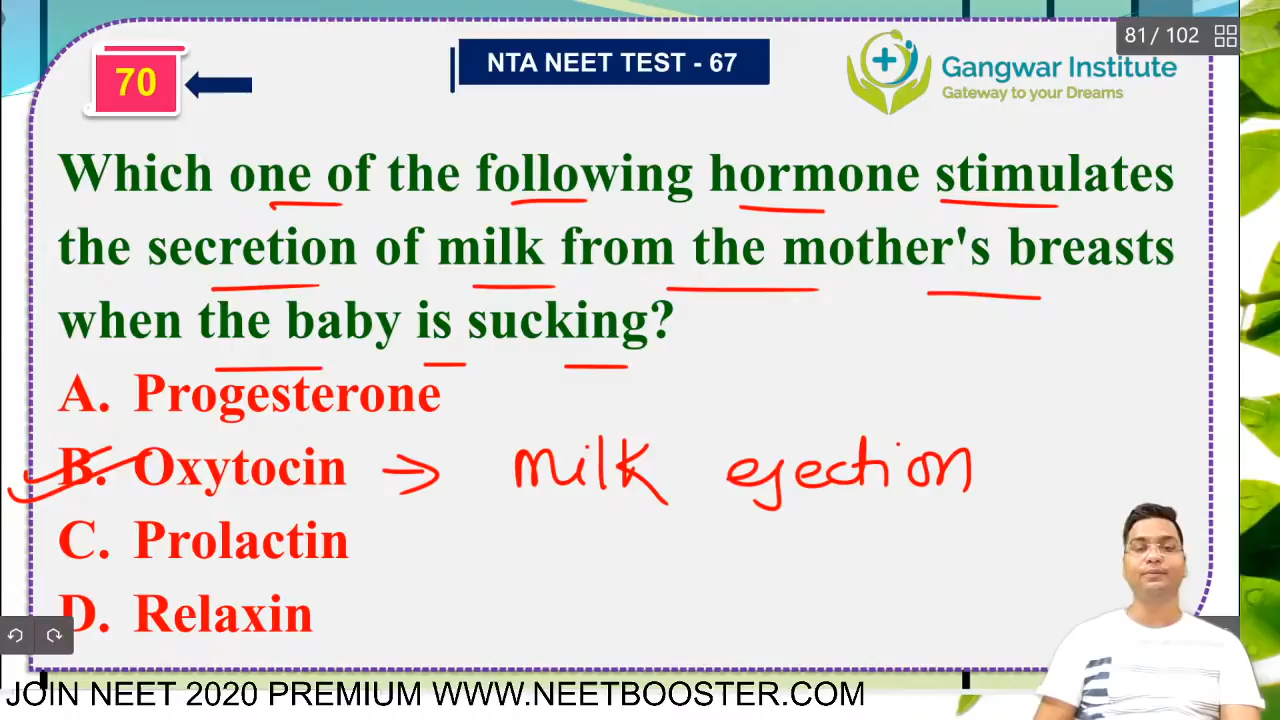 81 / 102
70
NTA NEET TEST - 67
Gangwar Institute
Gateway to your Dreams
Which one of the following hormone stimulates
the secretion of milk from the mother's breasts
when the baby is sucking?
A. Progesterone
B. Oxytocin → milk ejection
C. Prolactin
D. Relaxin
JOIN NEET 2020 PREMIUM WWW.NEETBOOSTER.COM